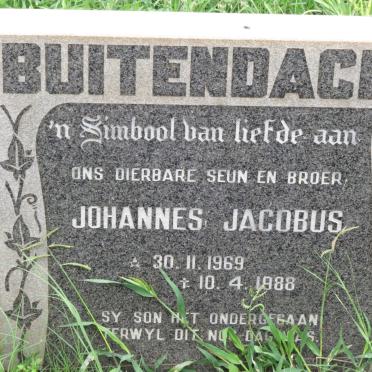 BUITENDACH
'n Simbool van liefde aan
ONS DIERBARE SEUN EN BROER,
JOHANNES JACOBUS
☆ 30.11.1969
† 10.4.1988
SY SON HET ONDERGEGAAN
TERWYL DIT NOG DAG WAS.